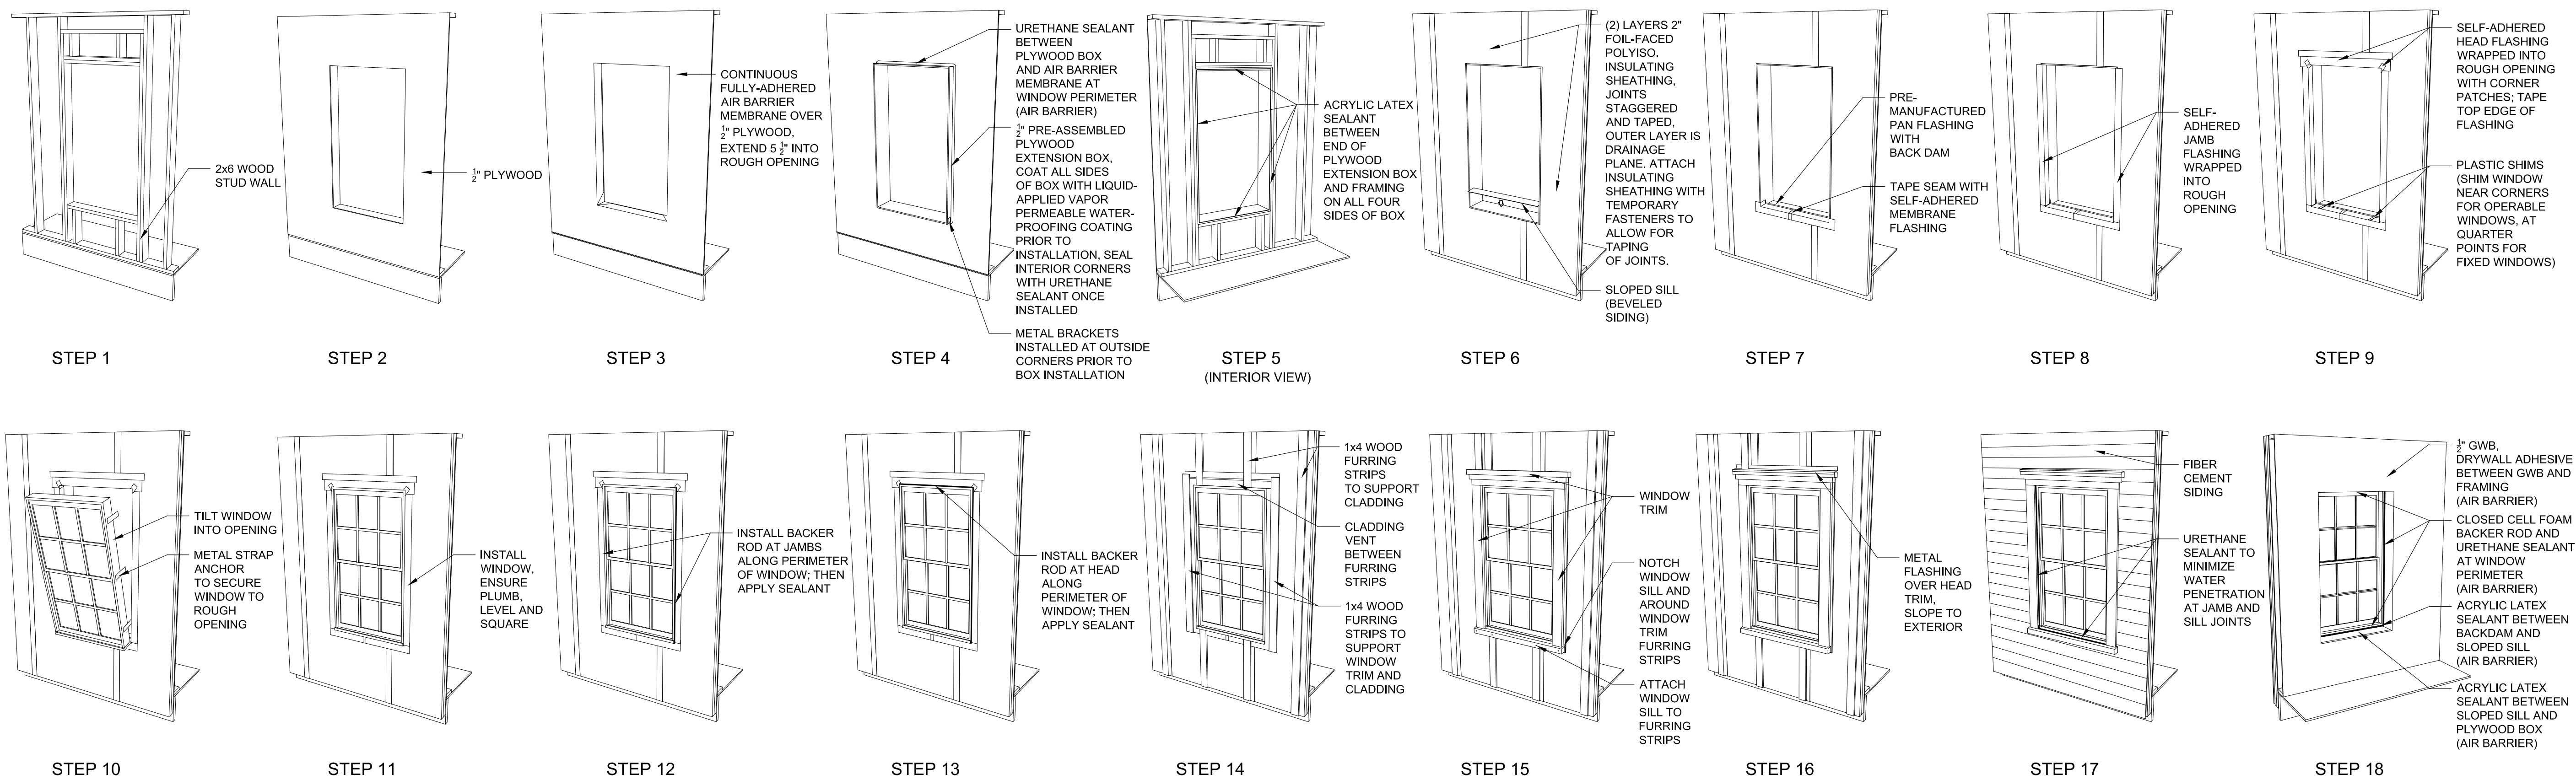 2x6 WOOD
STUD WALL
STEP 1
½" PLYWOOD
STEP 2
CONTINUOUS
FULLY-ADHERED
AIR BARRIER
MEMBRANE OVER
½" PLYWOOD,
EXTEND 5 ½" INTO
ROUGH OPENING
STEP 3
URETHANE SEALANT
BETWEEN
PLYWOOD BOX
AND AIR BARRIER
MEMBRANE AT
WINDOW PERIMETER
(AIR BARRIER)
½" PRE-ASSEMBLED
PLYWOOD
EXTENSION BOX,
COAT ALL SIDES
OF BOX WITH LIQUID-
APPLIED VAPOR
PERMEABLE WATER-
PROOFING COATING
PRIOR TO
INSTALLATION, SEAL
INTERIOR CORNERS
WITH URETHANE
SEALANT ONCE
INSTALLED
METAL BRACKETS
INSTALLED AT OUTSIDE
CORNERS PRIOR TO
BOX INSTALLATION
STEP 4
ACRYLIC LATEX
SEALANT
BETWEEN
END OF
PLYWOOD
EXTENSION BOX
AND FRAMING
ON ALL FOUR
SIDES OF BOX
STEP 5
(INTERIOR VIEW)
(2) LAYERS 2"
FOIL-FACED
POLYISO.
INSULATING
SHEATHING,
JOINTS
STAGGERED
AND TAPED,
OUTER LAYER IS
DRAINAGE
PLANE. ATTACH
INSULATING
SHEATHING WITH
TEMPORARY
FASTENERS TO
ALLOW FOR
TAPING
OF JOINTS.
SLOPED SILL
(BEVELED
SIDING)
STEP 6
PRE-
MANUFACTURED
PAN FLASHING
WITH
BACK DAM
TAPE SEAM WITH
SELF-ADHERED
MEMBRANE
FLASHING
STEP 7
SELF-
ADHERED
JAMB
FLASHING
WRAPPED
INTO
ROUGH
OPENING
STEP 8
SELF-ADHERED
HEAD FLASHING
WRAPPED INTO
ROUGH OPENING
WITH CORNER
PATCHES; TAPE
TOP EDGE OF
FLASHING
PLASTIC SHIMS
(SHIM WINDOW
NEAR CORNERS
FOR OPERABLE
WINDOWS, AT
QUARTER
POINTS FOR
FIXED WINDOWS)
STEP 9
TILT WINDOW
INTO OPENING
METAL STRAP
ANCHOR
TO SECURE
WINDOW TO
ROUGH
OPENING
STEP 10
INSTALL
WINDOW,
ENSURE
PLUMB,
LEVEL AND
SQUARE
STEP 11
INSTALL BACKER
ROD AT JAMBS
ALONG PERIMETER
OF WINDOW; THEN
APPLY SEALANT
STEP 12
INSTALL BACKER
ROD AT HEAD
ALONG
PERIMETER OF
WINDOW; THEN
APPLY SEALANT
STEP 13
1x4 WOOD
FURRING
STRIPS
TO SUPPORT
CLADDING
CLADDING
VENT
BETWEEN
FURRING
STRIPS
1x4 WOOD
FURRING
STRIPS TO
SUPPORT
WINDOW
TRIM AND
CLADDING
STEP 14
WINDOW
TRIM
NOTCH
WINDOW
SILL AND
AROUND
WINDOW
TRIM
FURRING
STRIPS
ATTACH
WINDOW
SILL TO
FURRING
STRIPS
STEP 15
METAL
FLASHING
OVER HEAD
TRIM,
SLOPE TO
EXTERIOR
STEP 16
FIBER
CEMENT
SIDING
URETHANE
SEALANT TO
MINIMIZE
WATER
PENETRATION
AT JAMB AND
SILL JOINTS
STEP 17
½" GWB,
DRYWALL ADHESIVE
BETWEEN GWB AND
FRAMING
(AIR BARRIER)
CLOSED CELL FOAM
BACKER ROD AND
URETHANE SEALANT
AT WINDOW
PERIMETER
(AIR BARRIER)
ACRYLIC LATEX
SEALANT BETWEEN
BACKDAM AND
SLOPED SILL
(AIR BARRIER)
ACRYLIC LATEX
SEALANT BETWEEN
SLOPED SILL AND
PLYWOOD BOX
(AIR BARRIER)
STEP 18